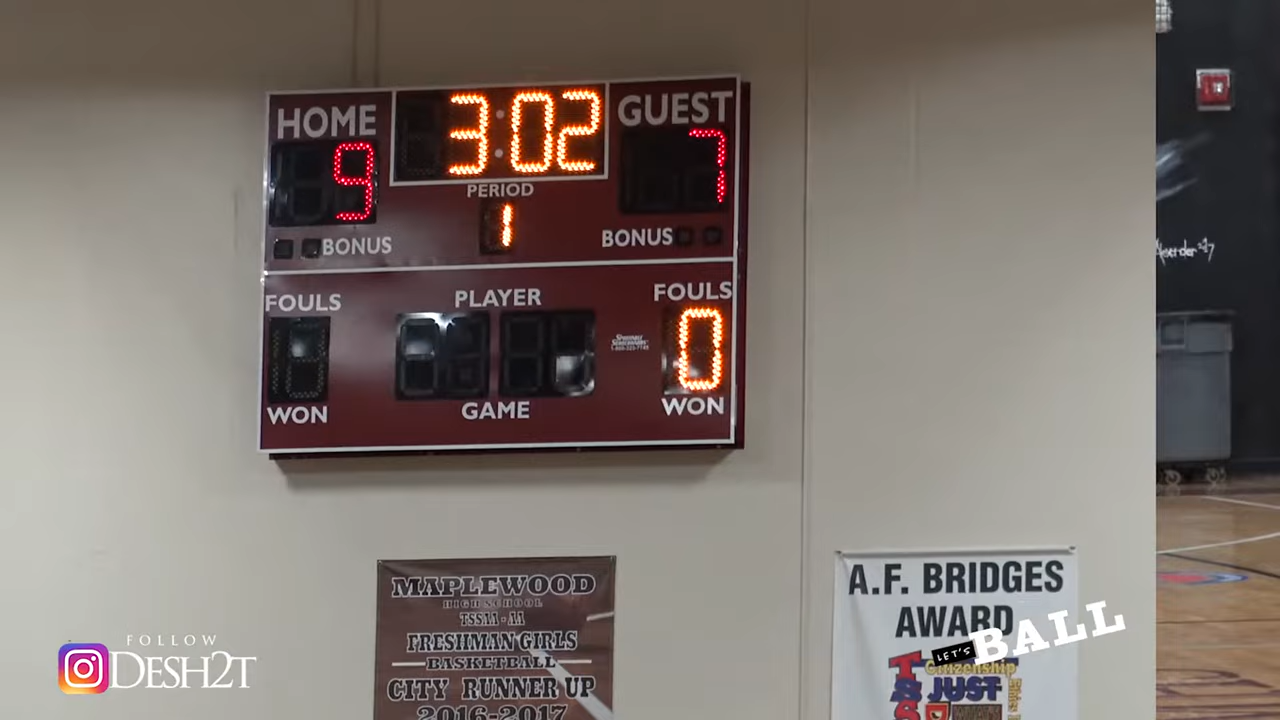 HOME
3:02
GUEST
9
7
PERIOD
1
BONUS
BONUS
FOULS
PLAYER
FOULS
0
WON
GAME
WON
MAPLEWOOD
HIGH SCHOOL
TSSAA - AA
FRESHMAN GIRLS
BASKETBALL
CITY RUNNER UP
2016-2017
A.F. BRIDGES
AWARD
Citizenship
JUST
LET'S BALL
FOLLOW
DESH2T